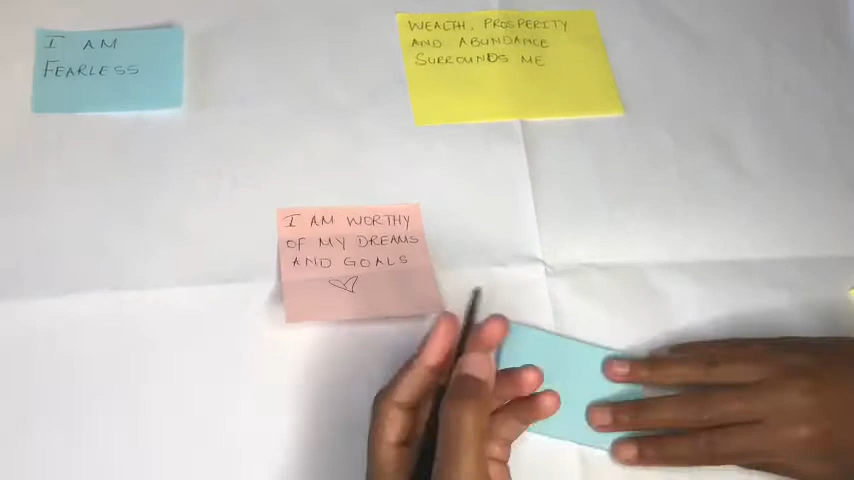 I AM
FEARLESS
WEALTH, PROSPERITY
AND ABUNDANCE
SURROUNDS ME
I AM WORTHY
OF MY DREAMS
AND GOALS